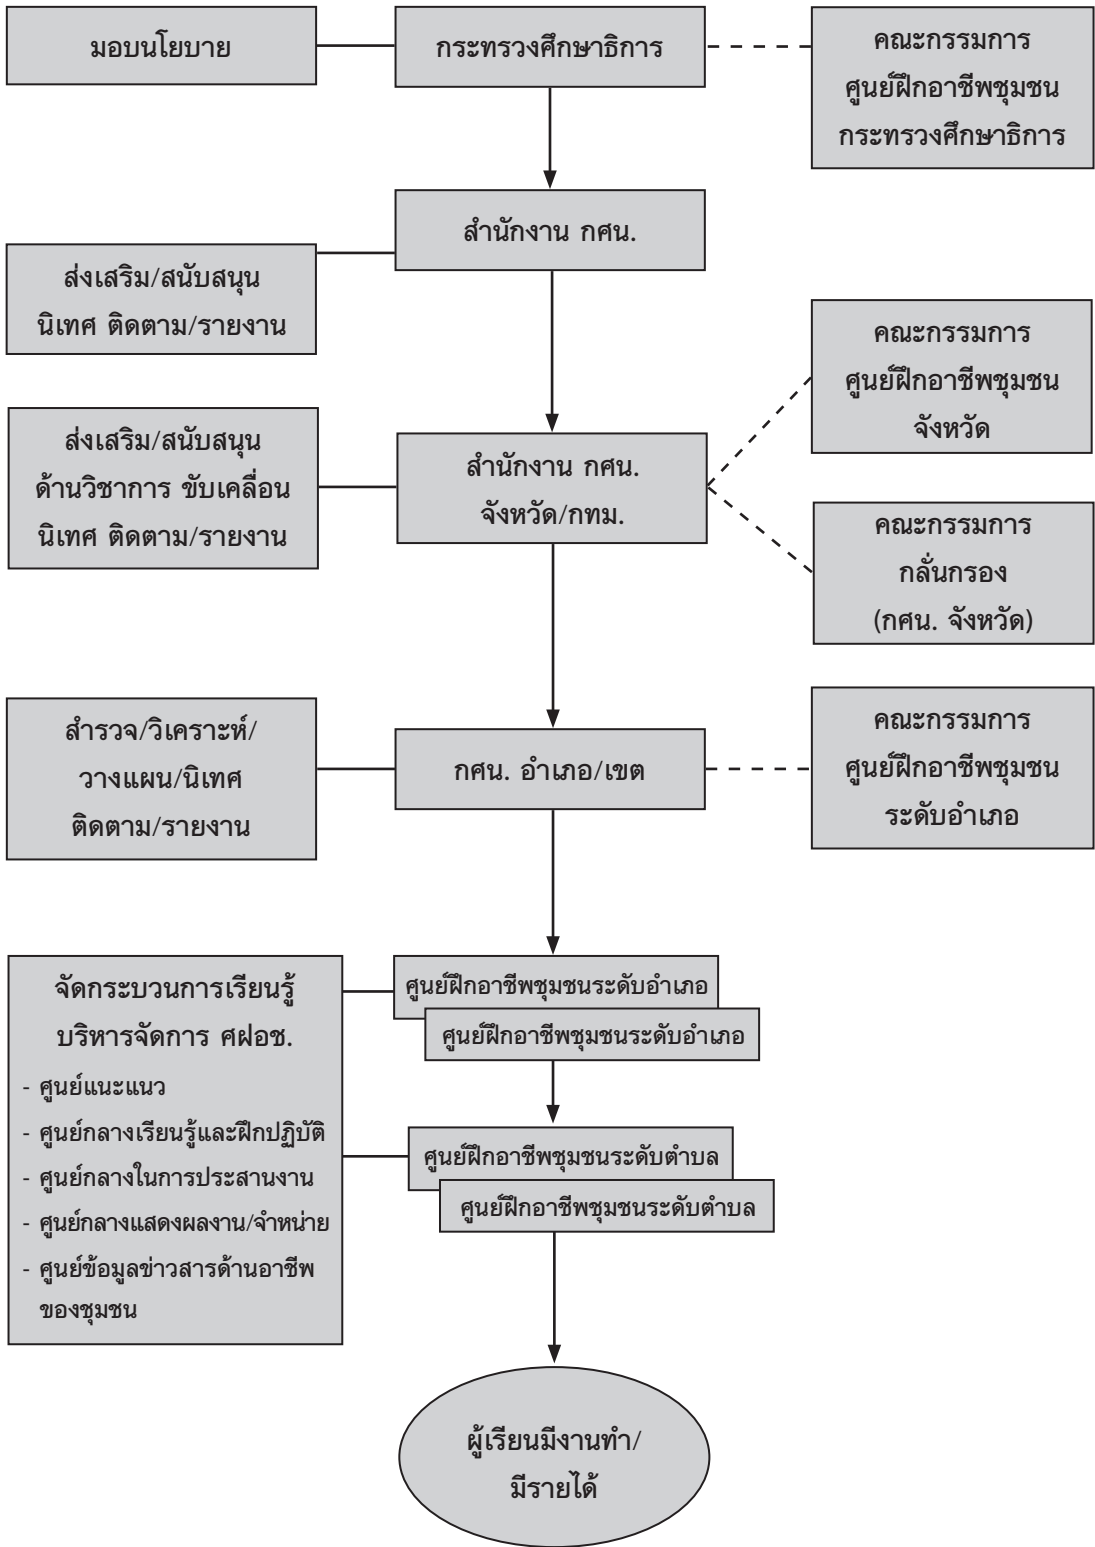 มอบนโยบาย
กระทรวงศึกษาธิการ
คณะกรรมการ
ศูนย์ฝึกอาชีพชุมชน
กระทรวงศึกษาธิการ
สำนักงาน กศน.
ส่งเสริม/สนับสนุน
นิเทศ ติดตาม/รายงาน
คณะกรรมการ
ศูนย์ฝึกอาชีพชุมชน
จังหวัด
ส่งเสริม/สนับสนุน
ด้านวิชาการ ขับเคลื่อน
นิเทศ ติดตาม/รายงาน
สำนักงาน กศน.
จังหวัด/กทม.
คณะกรรมการ
กลั่นกรอง
(กศน. จังหวัด)
สำรวจ/วิเคราะห์/
วางแผน/นิเทศ
ติดตาม/รายงาน
กศน. อำเภอ/เขต
คณะกรรมการ
ศูนย์ฝึกอาชีพชุมชน
ระดับอำเภอ
จัดกระบวนการเรียนรู้
บริหารจัดการ ศฝอช.
- ศูนย์แนะแนว
- ศูนย์กลางเรียนรู้และฝึกปฏิบัติ
- ศูนย์กลางในการประสานงาน
- ศูนย์กลางแสดงผลงาน/จำหน่าย
- ศูนย์ข้อมูลข่าวสารด้านอาชีพ
ของชุมชน
ศูนย์ฝึกอาชีพชุมชนระดับอำเภอ
ศูนย์ฝึกอาชีพชุมชนระดับอำเภอ
ศูนย์ฝึกอาชีพชุมชนระดับตำบล
ศูนย์ฝึกอาชีพชุมชนระดับตำบล
ผู้เรียนมีงานทำ/
มีรายได้